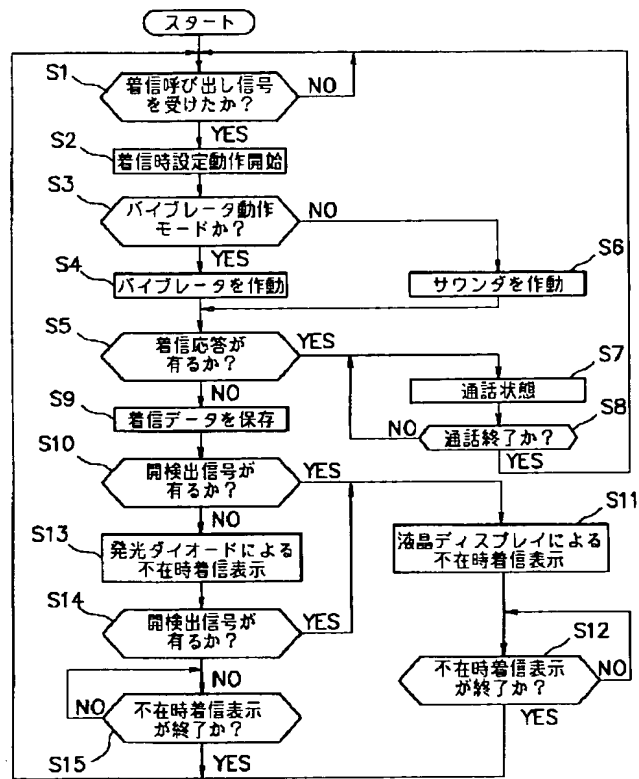 スタート
S1
着信呼び出し信号
を受けたか?
NO
YES
S2
着信時設定動作開始
S3
バイブレータ動作
モードか?
NO
YES
S4
バイブレータを作動
S6
サウンダを作動
S5
着信応答が
有るか?
YES
NO
S7
通話状態
S8
通話終了か?
NO
YES
S9
着信データを保存
S10
開検出信号が
有るか?
YES
NO
S11
液晶ディスプレイによる
不在時着信表示
S13
発光ダイオードによる
不在時着信表示
S14
開検出信号が
有るか?
YES
NO
S12
不在時着信表示
が終了か?
NO
YES
NO
不在時着信表示
が終了か?
S15
YES